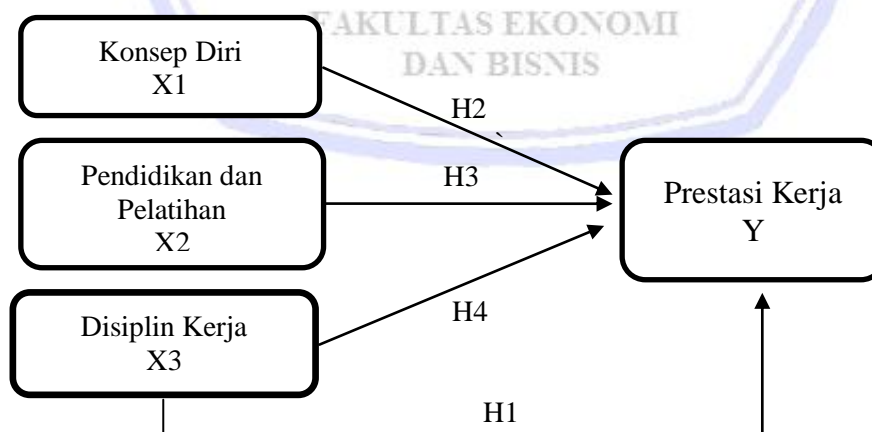 FAKULTAS EKONOMI
DAN BISNIS
Konsep Diri
X1
H2
Pendidikan dan
Pelatihan
X2
H3
Prestasi Kerja
Y
Disiplin Kerja
X3
H4
H1